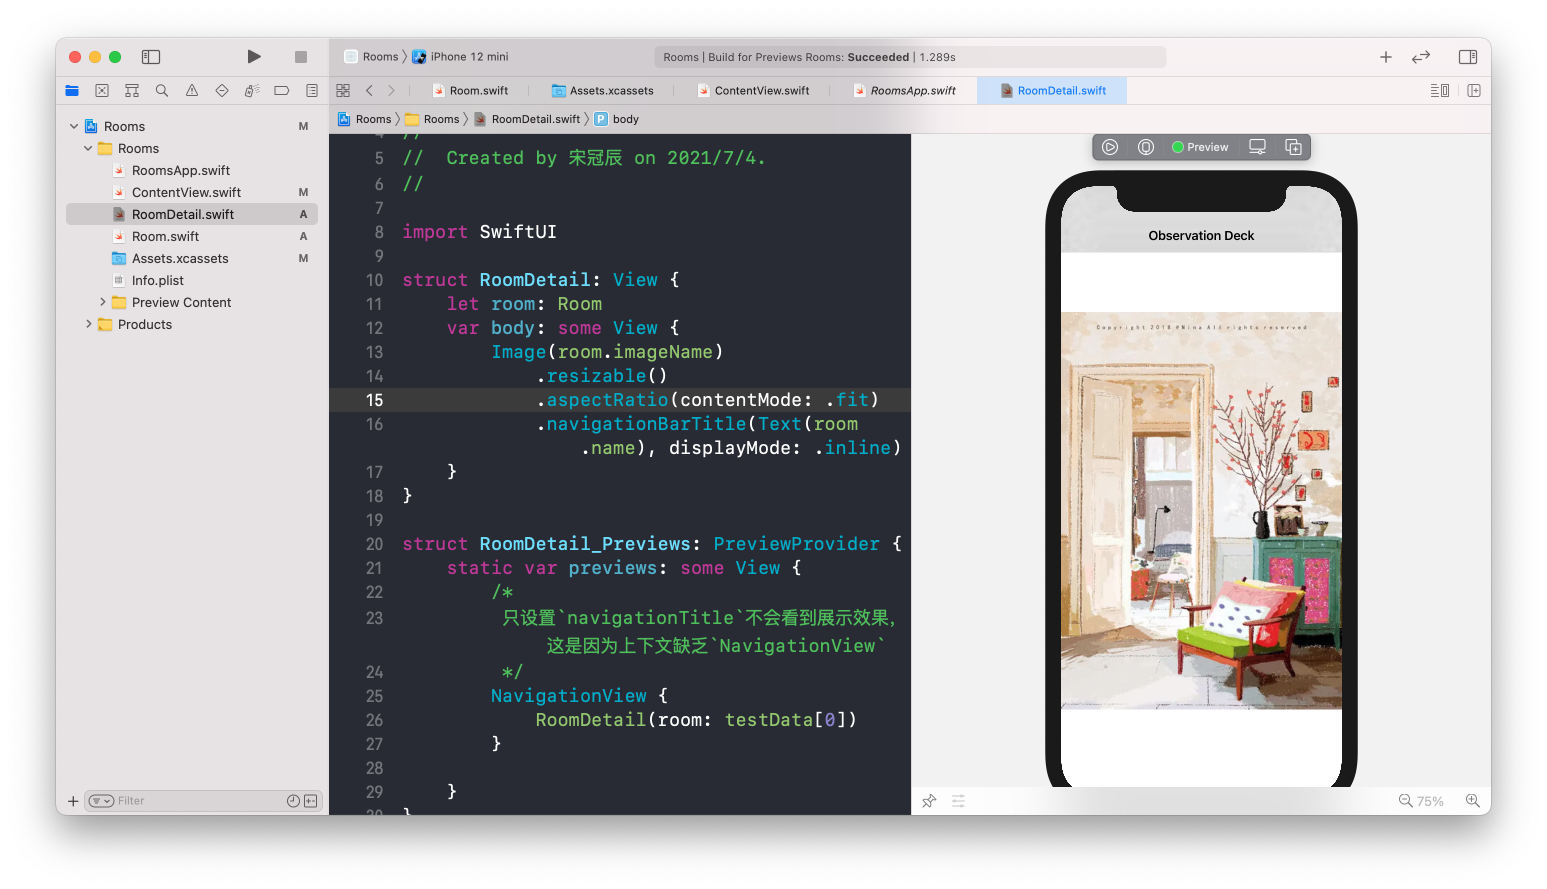 Rooms
iPhone 12 mini
Rooms | Build for Previews Rooms: Succeeded | 1.289s
Room.swift
Assets.xcassets
ContentView.swift
RoomsApp.swift
RoomDetail.swift
Rooms
Rooms
RoomDetail.swift
P
body
Rooms M
Rooms
RoomsApp.swift
ContentView.swift M
RoomDetail.swift A
Room.swift A
Assets.xcassets M
Info.plist
Preview Content
Products
Filter
4 //
5 //  Created by 宋冠辰 on 2021/7/4.
6 //
7
8 import SwiftUI
9
10 struct RoomDetail: View {
11     let room: Room
12     var body: some View {
13         Image(room.imageName)
14             .resizable()
15             .aspectRatio(contentMode: .fit)
16             .navigationBarTitle(Text(room
.name), displayMode: .inline)
17     }
18 }
19
20 struct RoomDetail_Previews: PreviewProvider {
21     static var previews: some View {
22         /*
23          只设置`navigationTitle`不会看到展示效果，
这是因为上下文缺乏`NavigationView`
24          */
25         NavigationView {
26             RoomDetail(room: testData[0])
27         }
28
29     }
30 }
Preview
Observation Deck
Copyright 2018 #Nina All rights reserved
75%